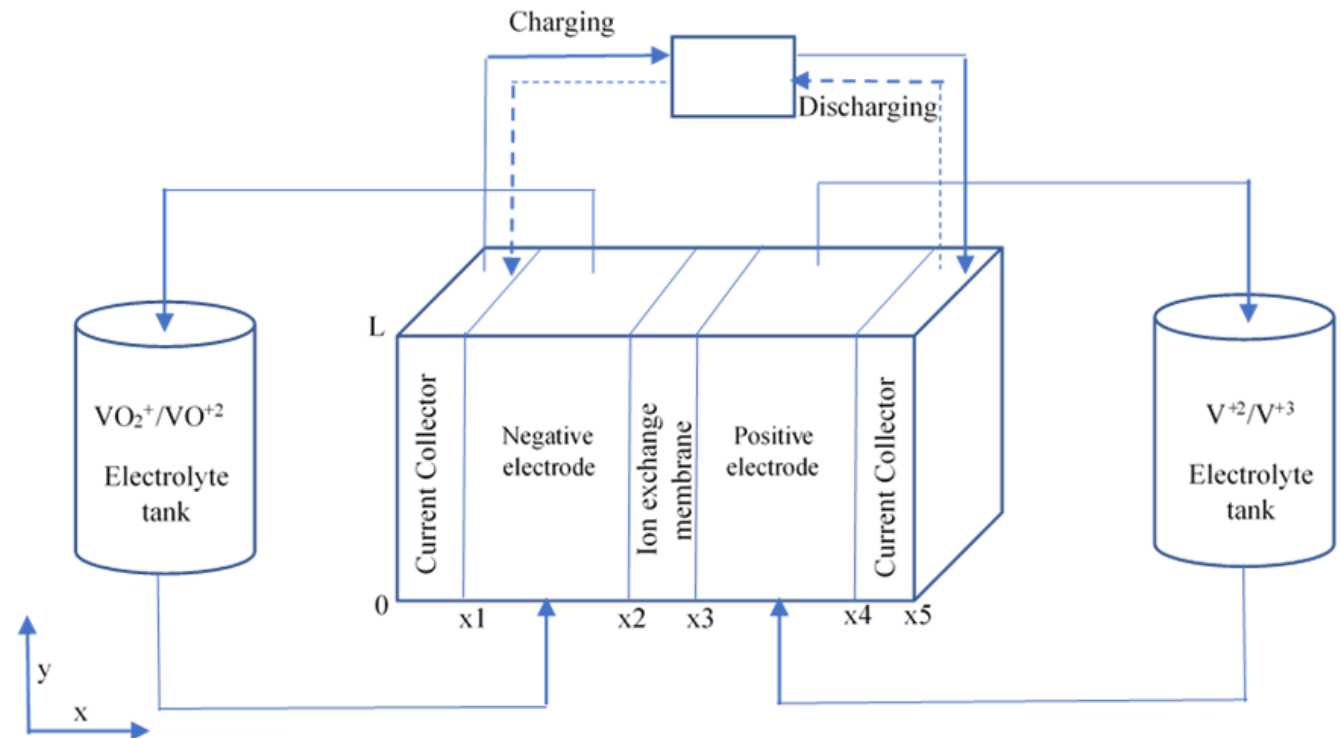 Charging
Discharging
L
VO₂⁺/VO⁺²
Electrolyte
tank
Current Collector
Negative
electrode
Ion exchange
membrane
Positive
electrode
Current Collector
V⁺²/V⁺³
Electrolyte
tank
0
x1
x2
x3
x4
x5
y
x